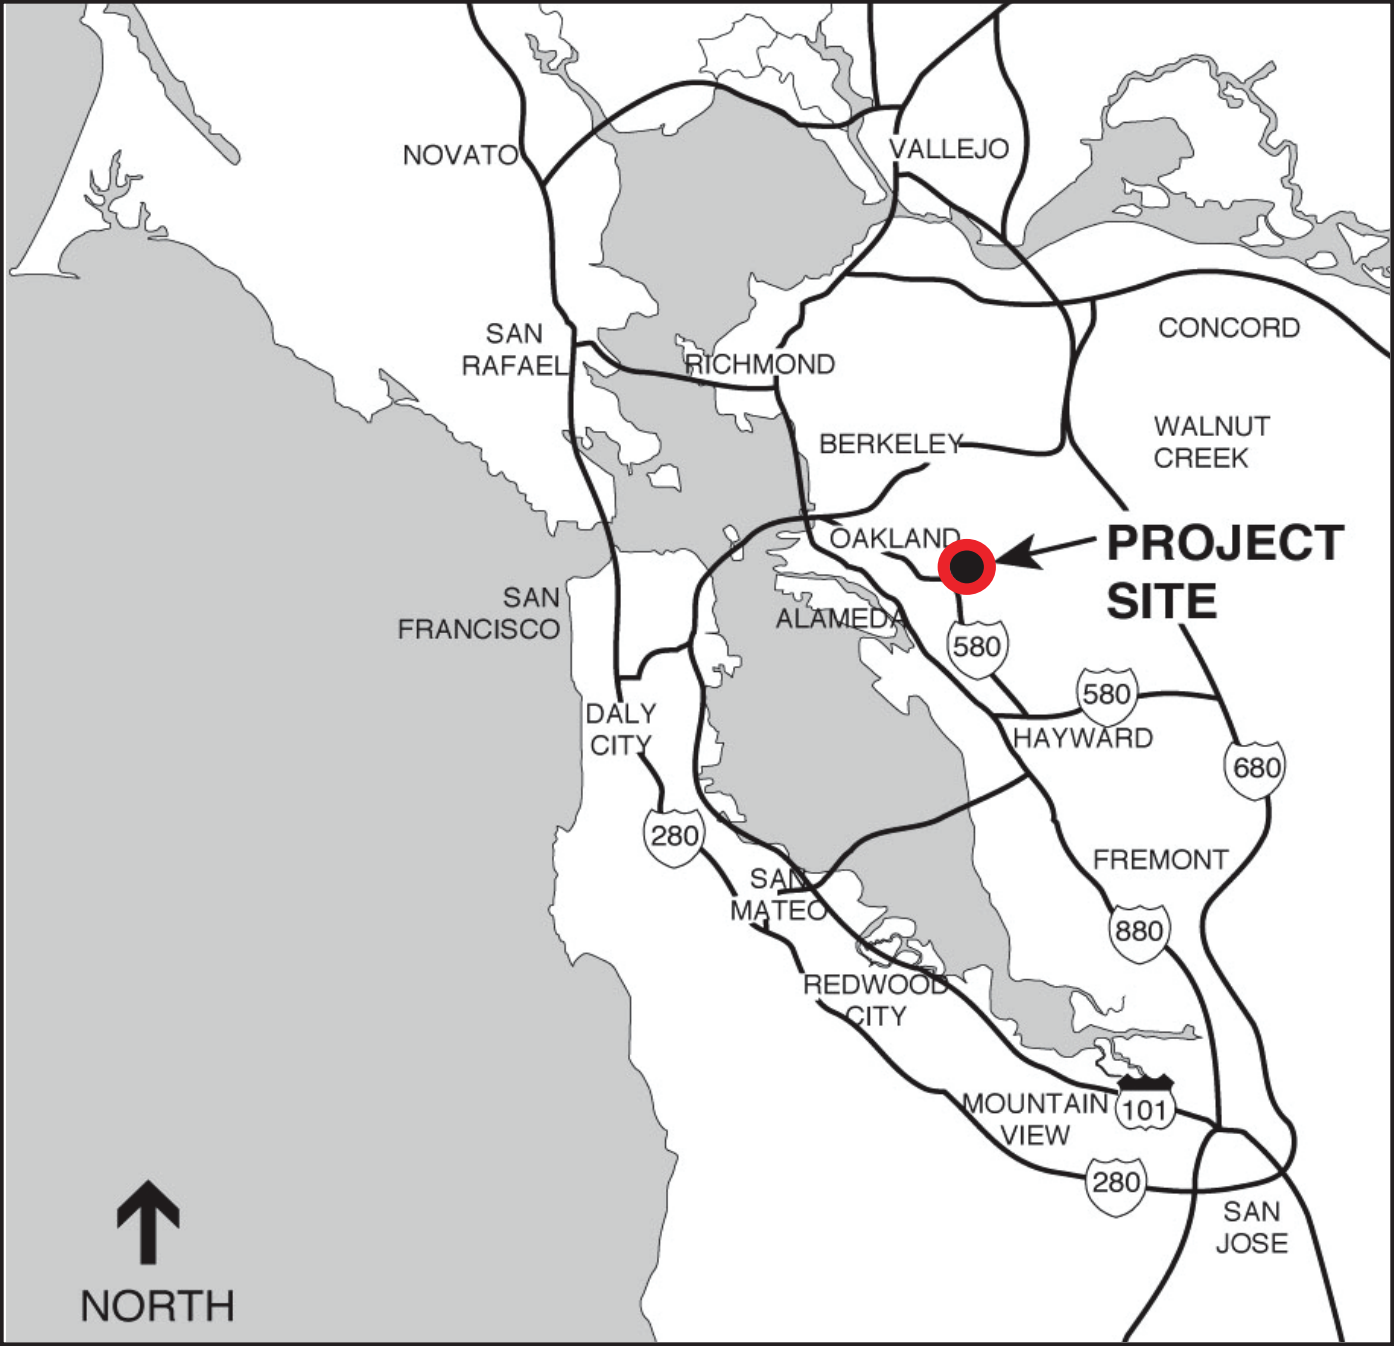 NOVATO
VALLEJO
SAN
RAFAEL
RICHMOND
CONCORD
BERKELEY
WALNUT
CREEK
OAKLAND
PROJECT
SITE
SAN
FRANCISCO
ALAMEDA
580
580
DALY
CITY
HAYWARD
680
280
FREMONT
SAN
MATEO
880
REDWOOD
CITY
MOUNTAIN
VIEW
101
280
SAN
JOSE
NORTH